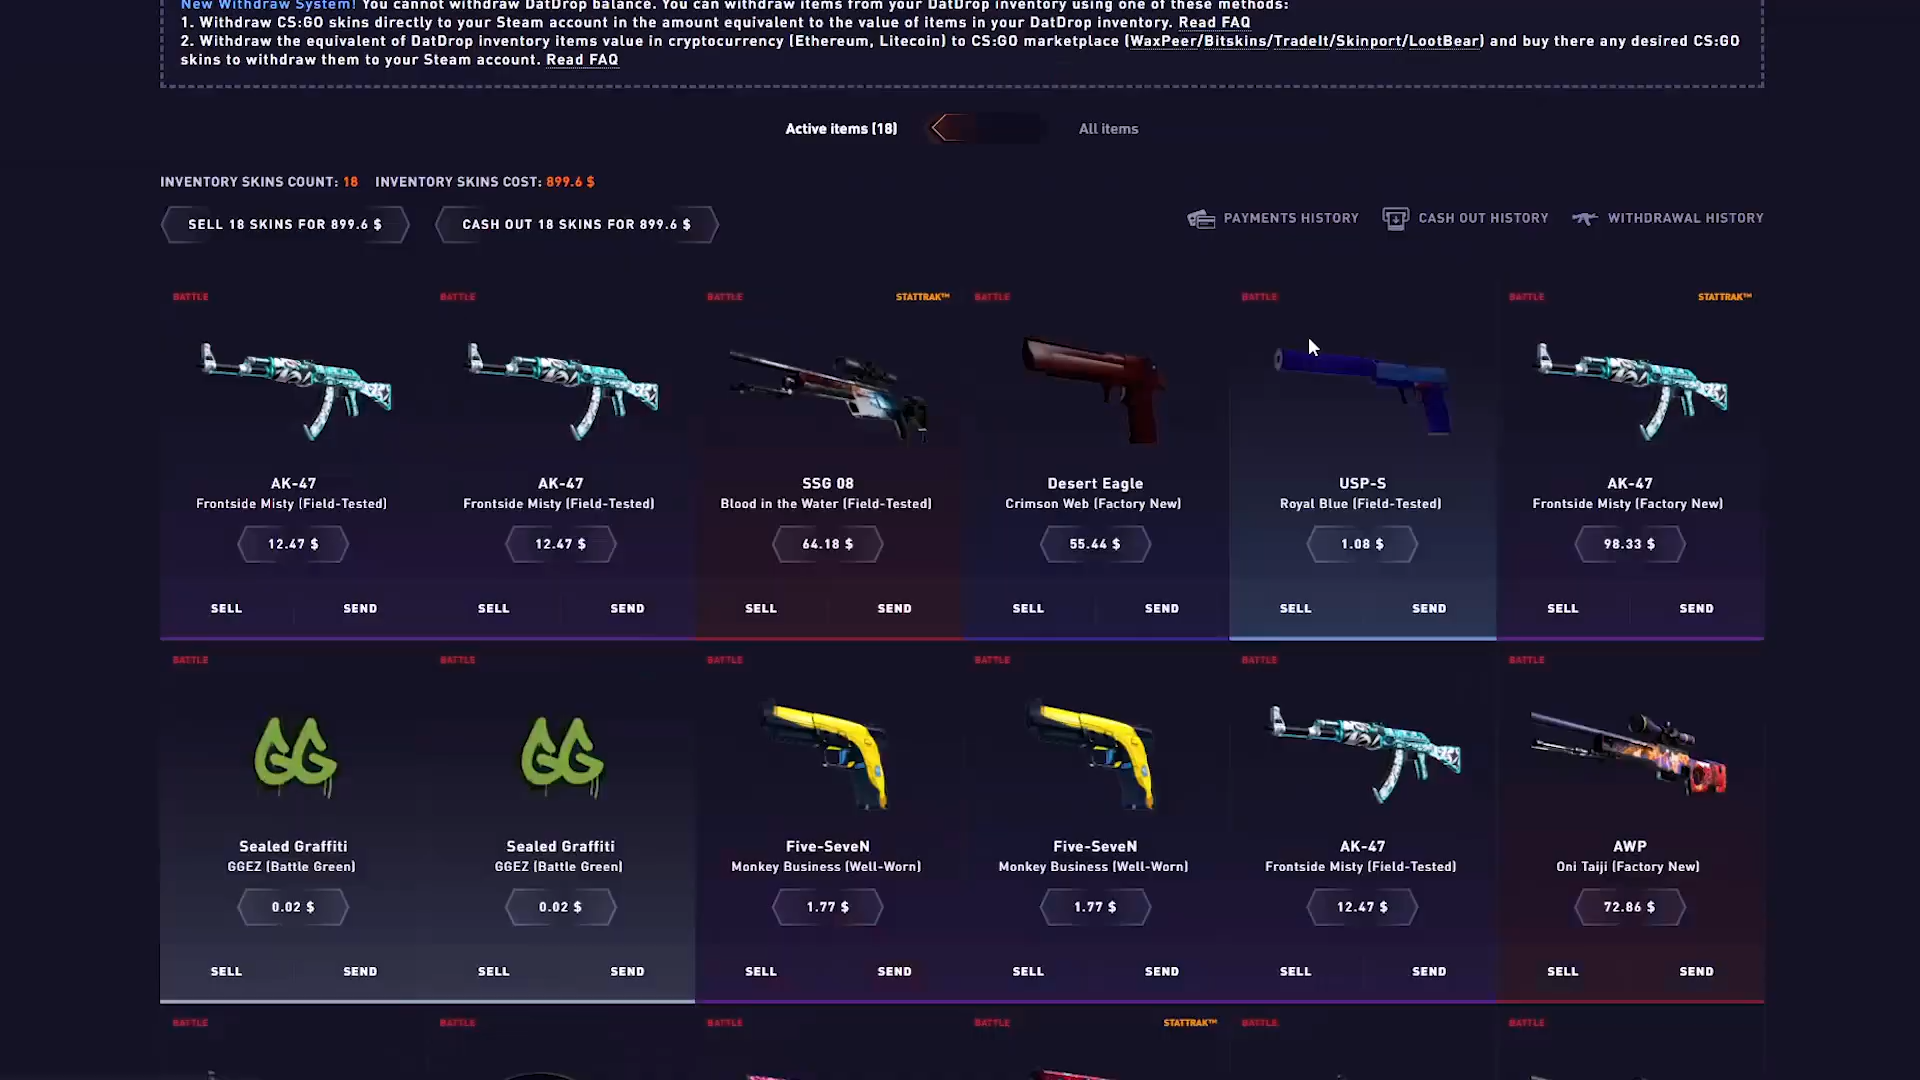 New Withdraw System! You cannot withdraw DatDrop balance. You can withdraw items from your DatDrop inventory using one of these methods:
1. Withdraw CS:GO skins directly to your Steam account in the amount equivalent to the value of items in your DatDrop inventory. Read FAQ
2. Withdraw the equivalent of DatDrop inventory items value in cryptocurrency (Ethereum, Litecoin) to CS:GO marketplace (WaxPeer/Bitskins/TradeIt/Skinport/LootBear) and buy there any desired CS:GO
skins to withdraw them to your Steam account. Read FAQ
Active items (18) All items
INVENTORY SKINS COUNT: 18 INVENTORY SKINS COST: 899.6 $
SELL 18 SKINS FOR 899.6 $ CASH OUT 18 SKINS FOR 899.6 $ PAYMENTS HISTORY CASH OUT HISTORY WITHDRAWAL HISTORY
BATTLE BATTLE BATTLE STATTRAK™ BATTLE BATTLE BATTLE STATTRAK™
AK-47 AK-47 SSG 08 Desert Eagle USP-S AK-47
Frontside Misty (Field-Tested) Frontside Misty (Field-Tested) Blood in the Water (Field-Tested) Crimson Web (Factory New) Royal Blue (Field-Tested) Frontside Misty (Factory New)
12.47 $ 12.47 $ 64.18 $ 55.44 $ 1.08 $ 98.33 $
SELL SEND SELL SEND SELL SEND SELL SEND SELL SEND SELL SEND
BATTLE BATTLE BATTLE BATTLE BATTLE BATTLE
GG GG
Sealed Graffiti Sealed Graffiti Five-SeveN Five-SeveN AK-47 AWP
GGEZ (Battle Green) GGEZ (Battle Green) Monkey Business (Well-Worn) Monkey Business (Well-Worn) Frontside Misty (Field-Tested) Oni Taiji (Factory New)
0.02 $ 0.02 $ 1.77 $ 1.77 $ 12.47 $ 72.86 $
SELL SEND SELL SEND SELL SEND SELL SEND SELL SEND SELL SEND
BATTLE BATTLE BATTLE BATTLE STATTRAK™ BATTLE BATTLE